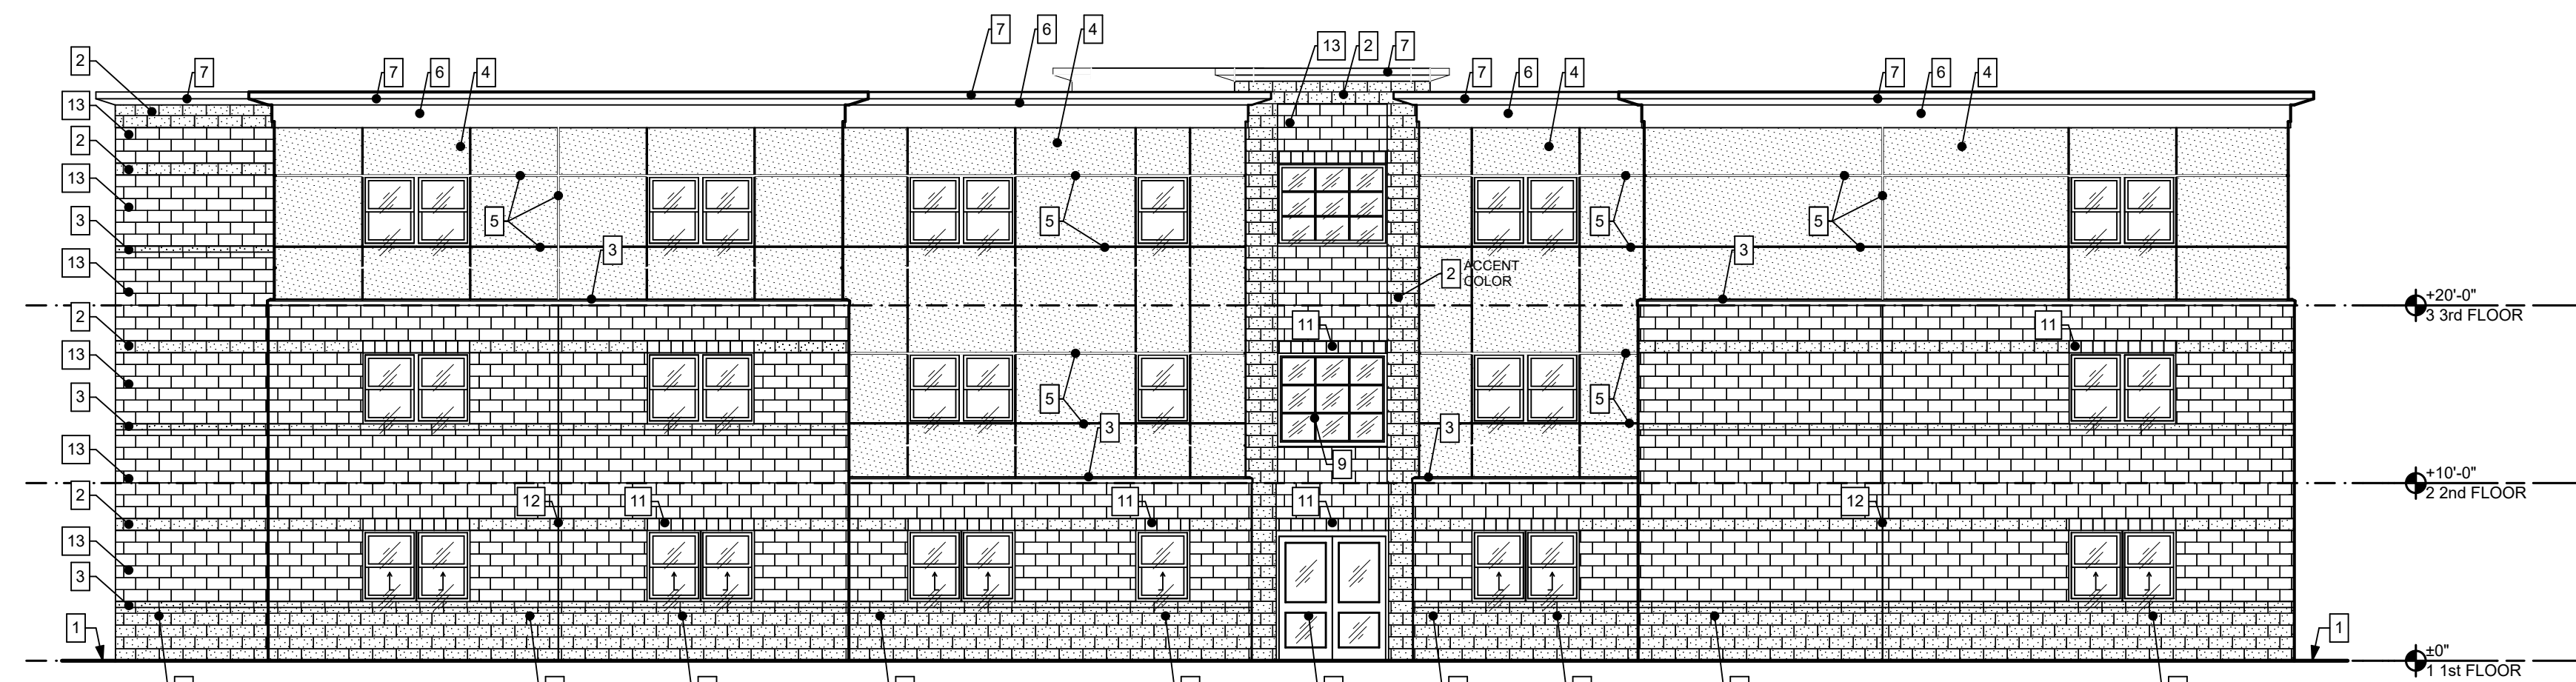 7 6 4 13 2 7
2 7 7 6 4 7 6 4 7 6 4
13
2
13
5 5 5 5
3
3 3
13
2 ACCENT
COLOR
+20'-0"
3 3rd FLOOR
2 11 11
13
3 5 5
3 3
13 9
+10'-0"
2 2nd FLOOR
2 12 11 11 11 12
13
3
1 1
±0"
1 1st FLOOR